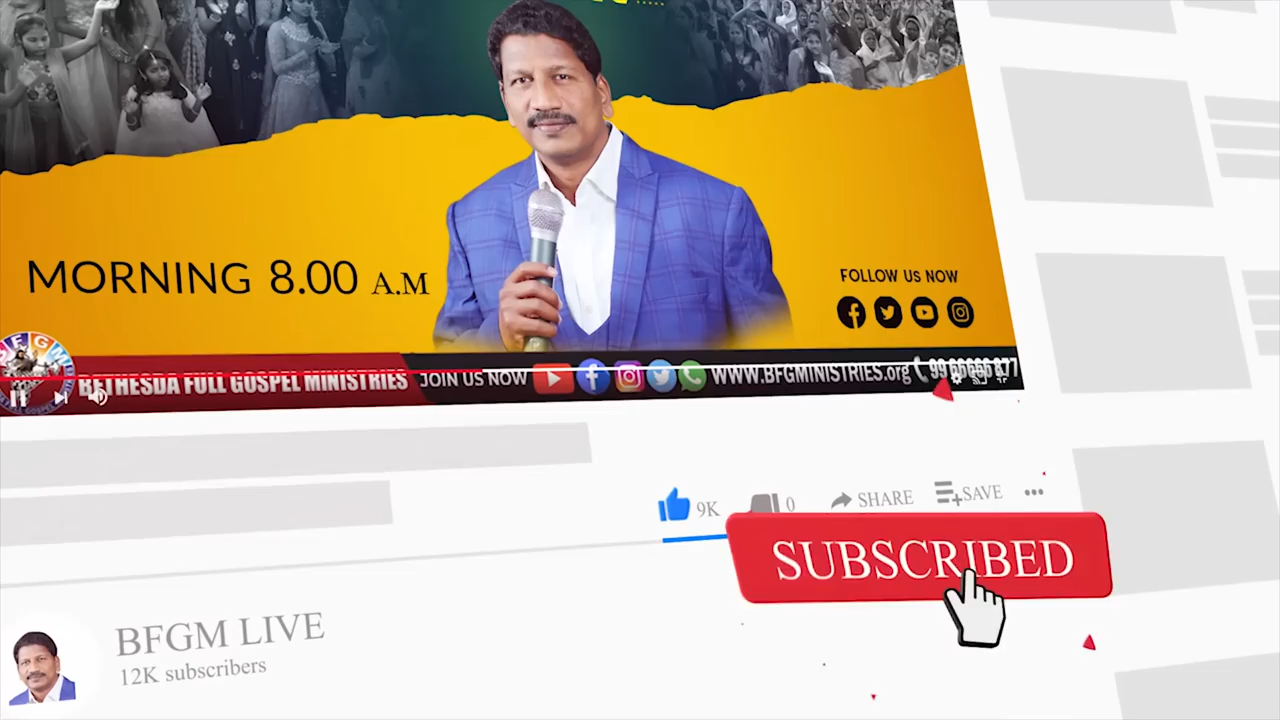 MORNING 8.00 A.M
FOLLOW US NOW
BFGM
BETHESDA FULL GOSPEL MINISTRIES
JOIN US NOW
WWW.BFGMINISTRIES.org
9K
0
SHARE
SAVE
SUBSCRIBED
BFGM LIVE
12K subscribers